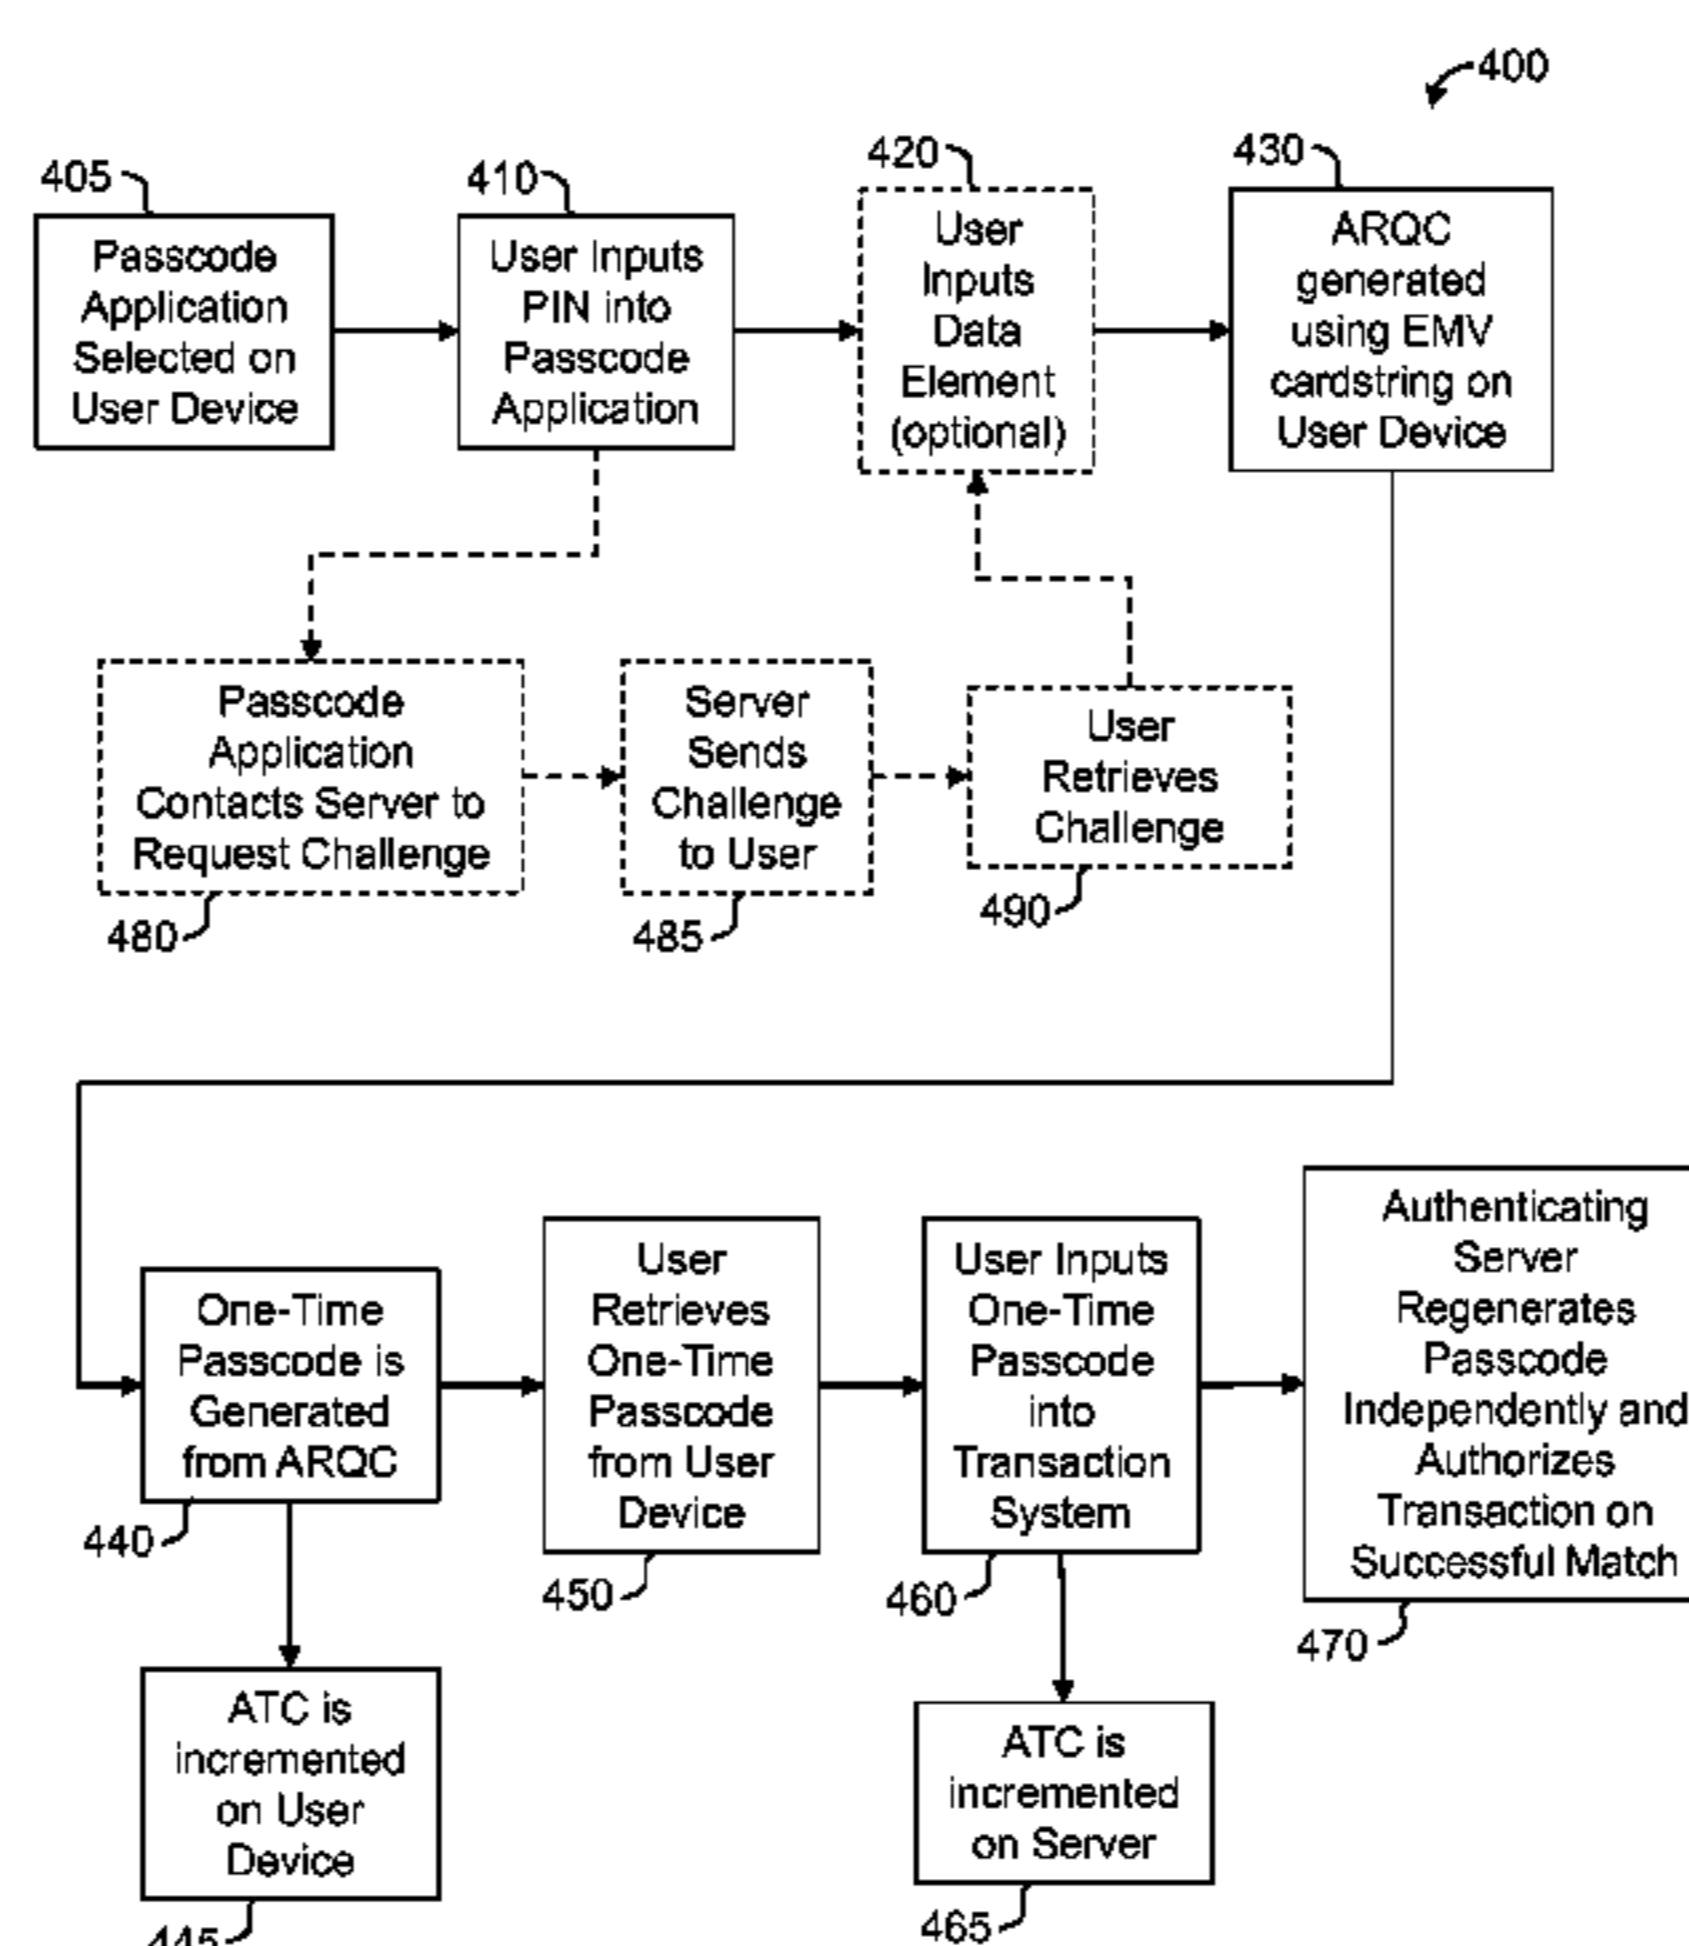 400
405
Passcode
Application
Selected on
User Device
410
User Inputs
PIN into
Passcode
Application
420
User
Inputs
Data
Element
(optional)
430
ARQC
generated
using EMV
cardstring on
User Device
Passcode
Application
Contacts Server to
Request Challenge
480
Server
Sends
Challenge
to User
485
User
Retrieves
Challenge
490
One-Time
Passcode is
Generated
from ARQC
440
User
Retrieves
One-Time
Passcode
from User
Device
450
User Inputs
One-Time
Passcode
into
Transaction
System
460
Authenticating
Server
Regenerates
Passcode
Independently and
Authorizes
Transaction on
Successful Match
470
ATC is
incremented
on User
Device
445
ATC is
incremented
on Server
465